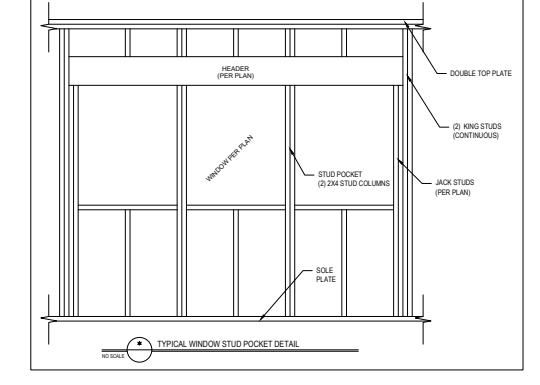 HEADER
(PER PLAN)
DOUBLE TOP PLATE
(2) KING STUDS
(CONTINUOUS)
WINDOW PER PLAN
STUD POCKET
(2) 2X4 STUD COLUMNS
JACK STUDS
(PER PLAN)
SOLE
PLATE
*
TYPICAL WINDOW STUD POCKET DETAIL
NO SCALE